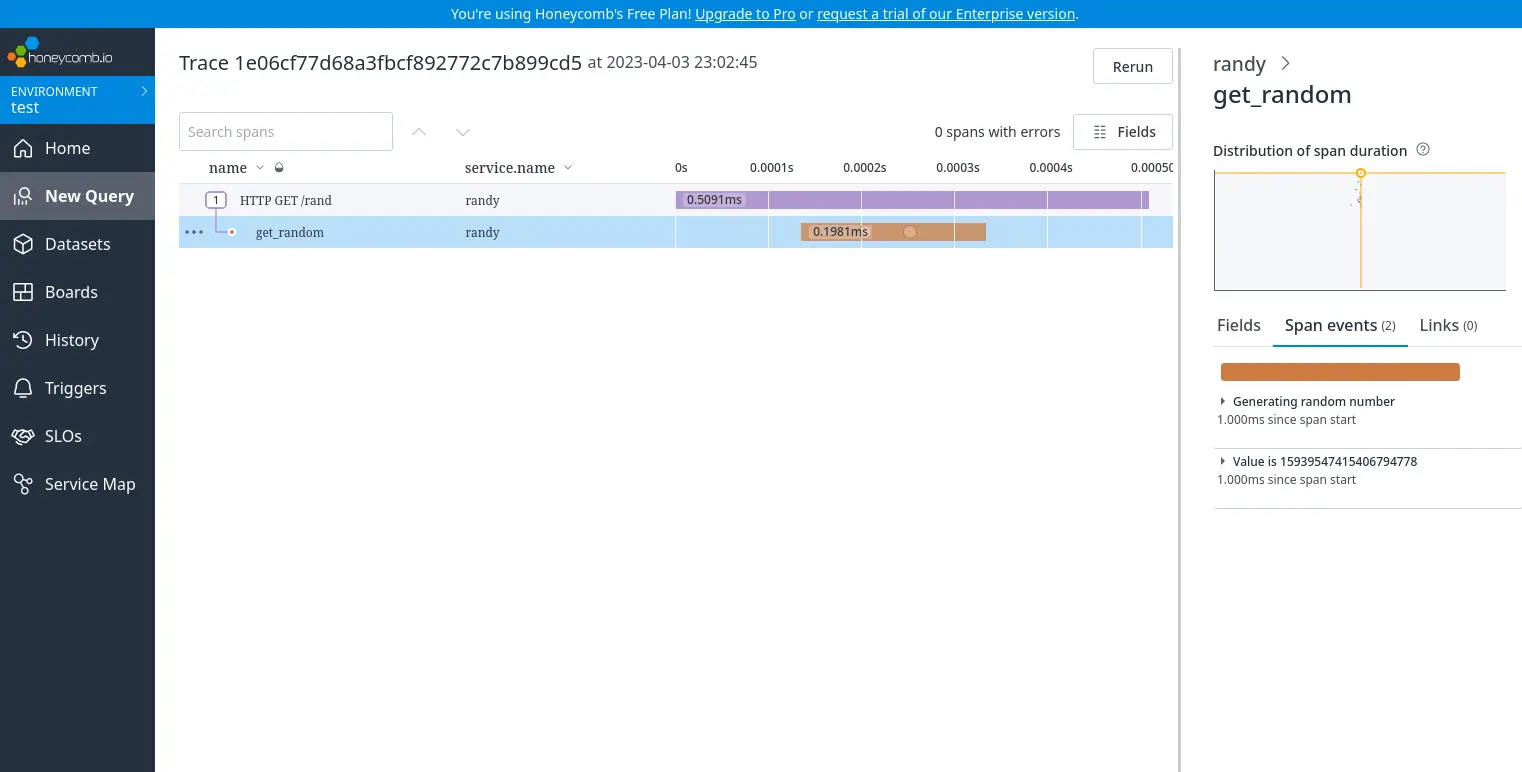 You're using Honeycomb's Free Plan! Upgrade to Pro or request a trial of our Enterprise version.
honeycomb.io
ENVIRONMENT
test
Home
New Query
Datasets
Boards
History
Triggers
SLOs
Service Map
Trace 1e06cf77d68a3fbcf892772c7b899cd5 at 2023-04-03 23:02:45
Rerun
Search spans
0 spans with errors
Fields
name service.name 0s 0.0001s 0.0002s 0.0003s 0.0004s 0.00050
1 HTTP GET /rand randy 0.5091ms
get_random randy 0.1981ms
randy
get_random
Distribution of span duration
Fields Span events (2) Links (0)
Generating random number
1.000ms since span start
Value is 15939547415406794778
1.000ms since span start